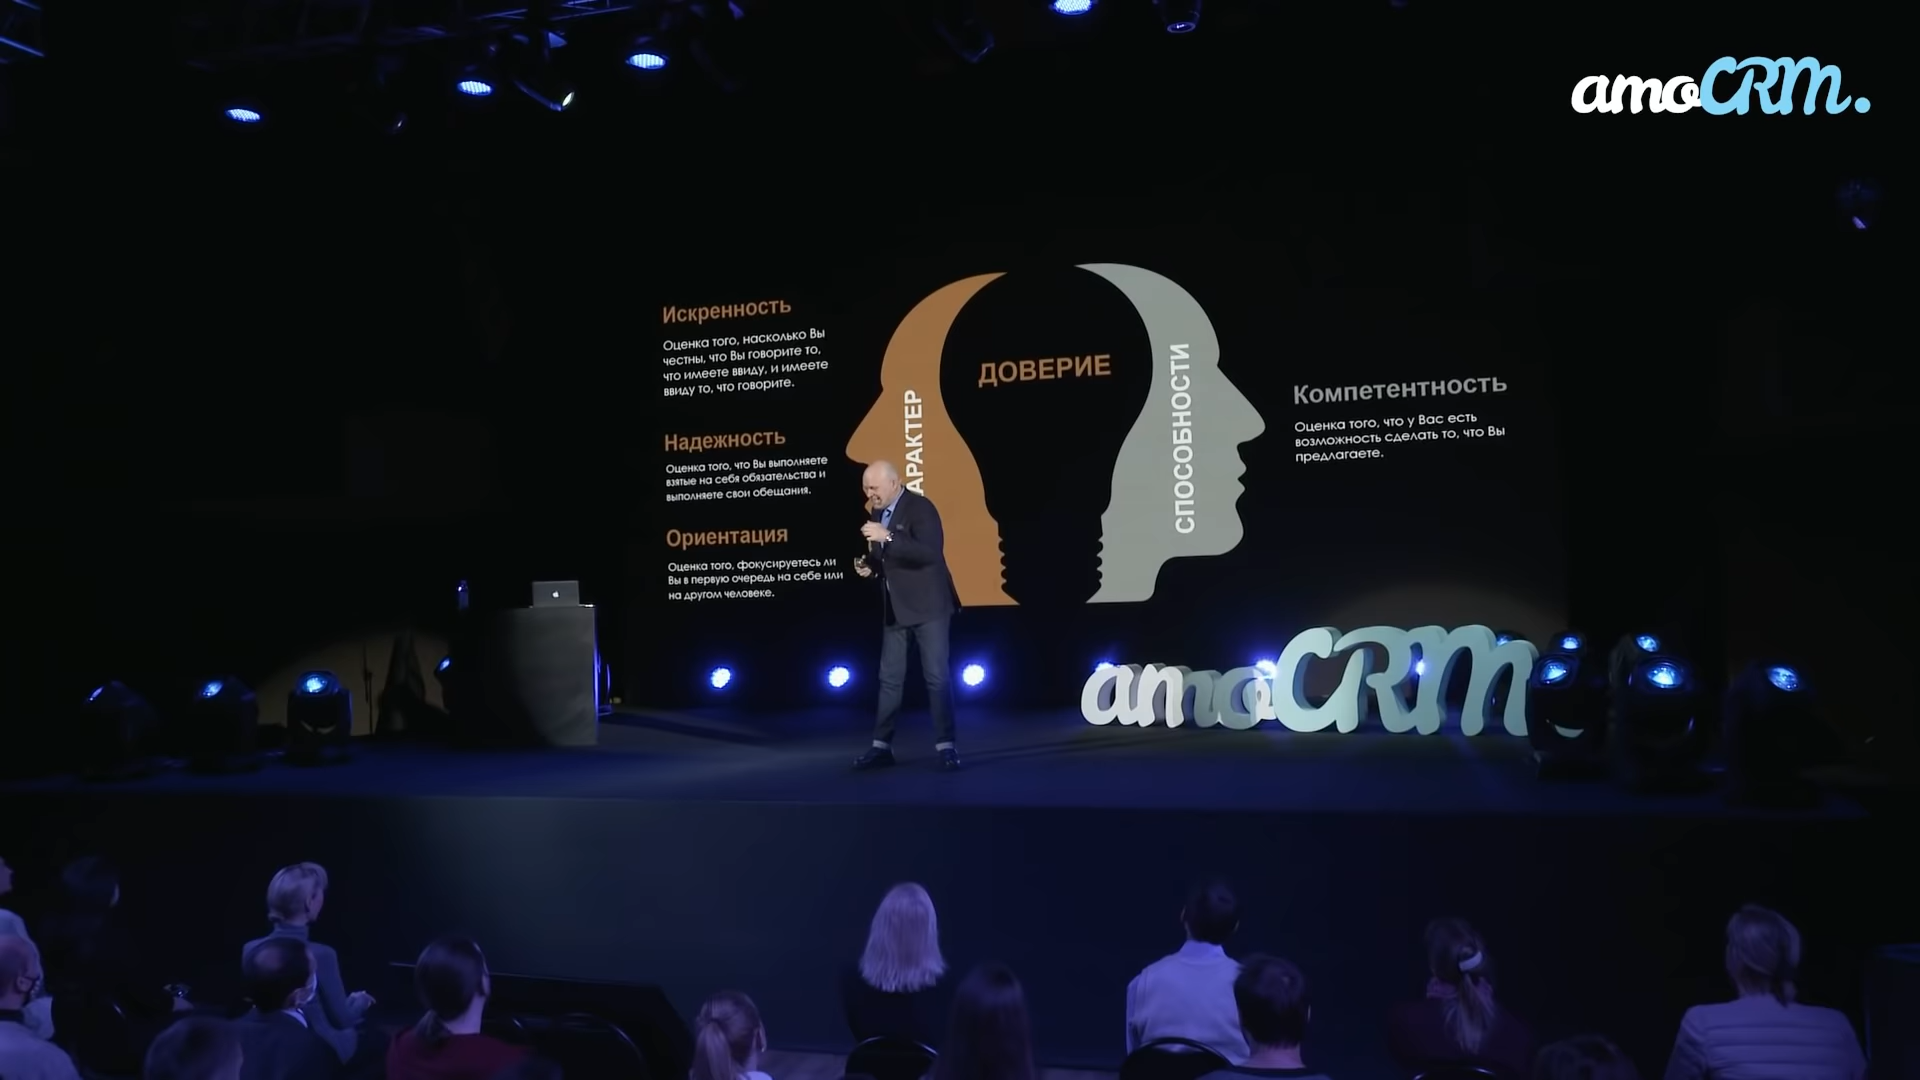 amoCRM.
Искренность
Оценка того, насколько Вы
честны, что Вы говорите то,
что имеете ввиду, и имеете
ввиду то, что говорите.
Надежность
Оценка того, что Вы выполняете
взятые на себя обязательства и
выполняете свои обещания.
Ориентация
Оценка того, фокусируетесь ли
Вы в первую очередь на себе или
на другом человеке.
АРАКТЕР
ДОВЕРИЕ
СПОСОБНОСТИ
Компетентность
Оценка того, что у Вас есть
возможность сделать то, что Вы
предлагаете.
amoCRM